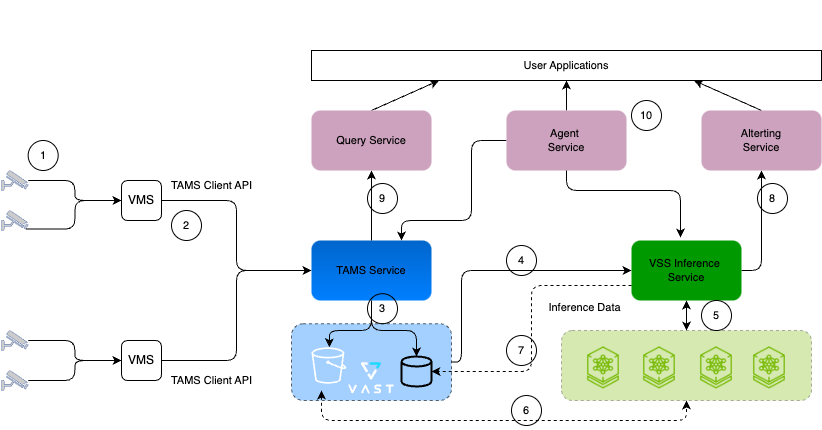 User Applications
Query Service
Agent
Service
10
Alterting
Service
1
TAMS Client API
VMS
2
9
8
TAMS Service
4
VSS Inference
Service
3
Inference Data
5
7
VAST
VMS
TAMS Client API
6